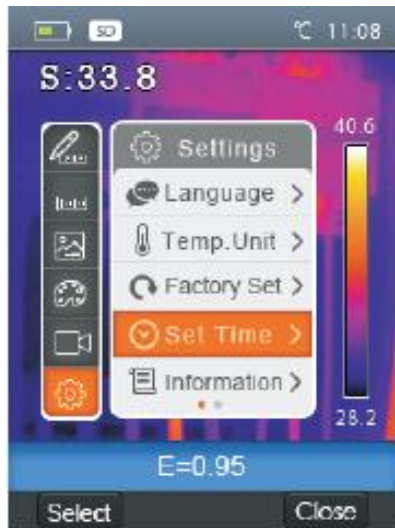 SD
℃ 11:08
S:33.8
40.6
Settings
Language >
Temp.Unit >
Factory Set >
Set Time >
Information >
28.2
E=0.95
Select
Close